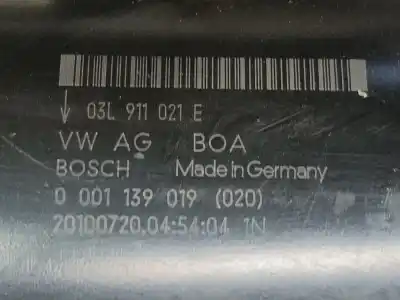 03L 911 021 E
VW AG BOA
BOSCH Made in Germany
0 001 139 019 (020)
20100720.04:54:04 1N